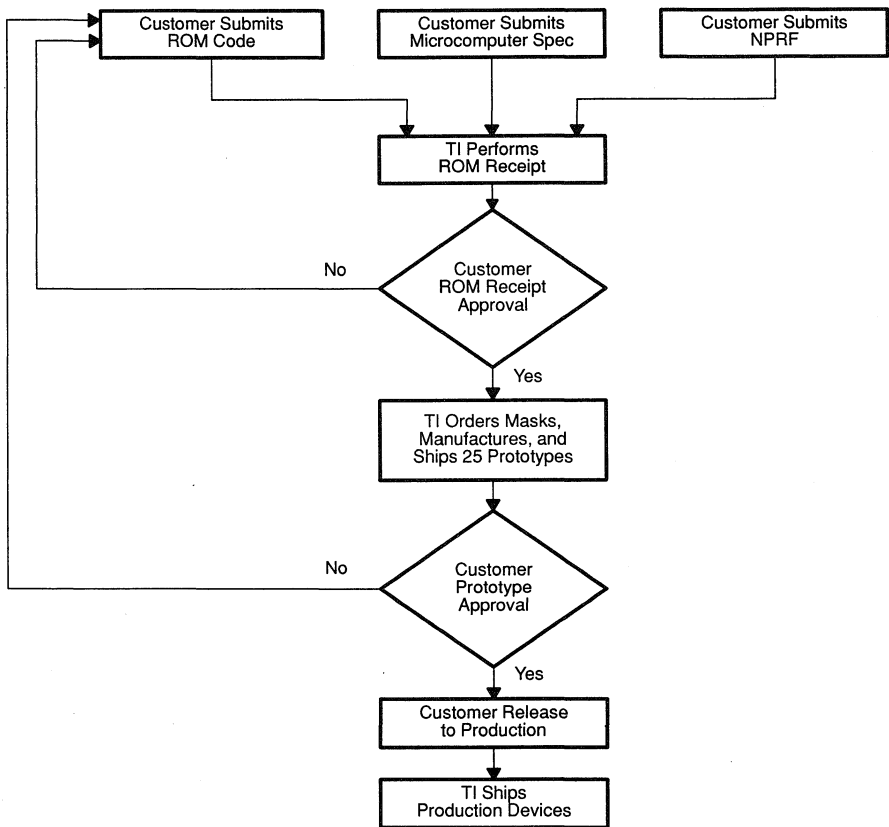 Customer Submits
ROM Code
Customer Submits
Microcomputer Spec
Customer Submits
NPRF
TI Performs
ROM Receipt
No
Customer
ROM Receipt
Approval
Yes
TI Orders Masks,
Manufactures, and
Ships 25 Prototypes
No
Customer
Prototype
Approval
Yes
Customer Release
to Production
TI Ships
Production Devices